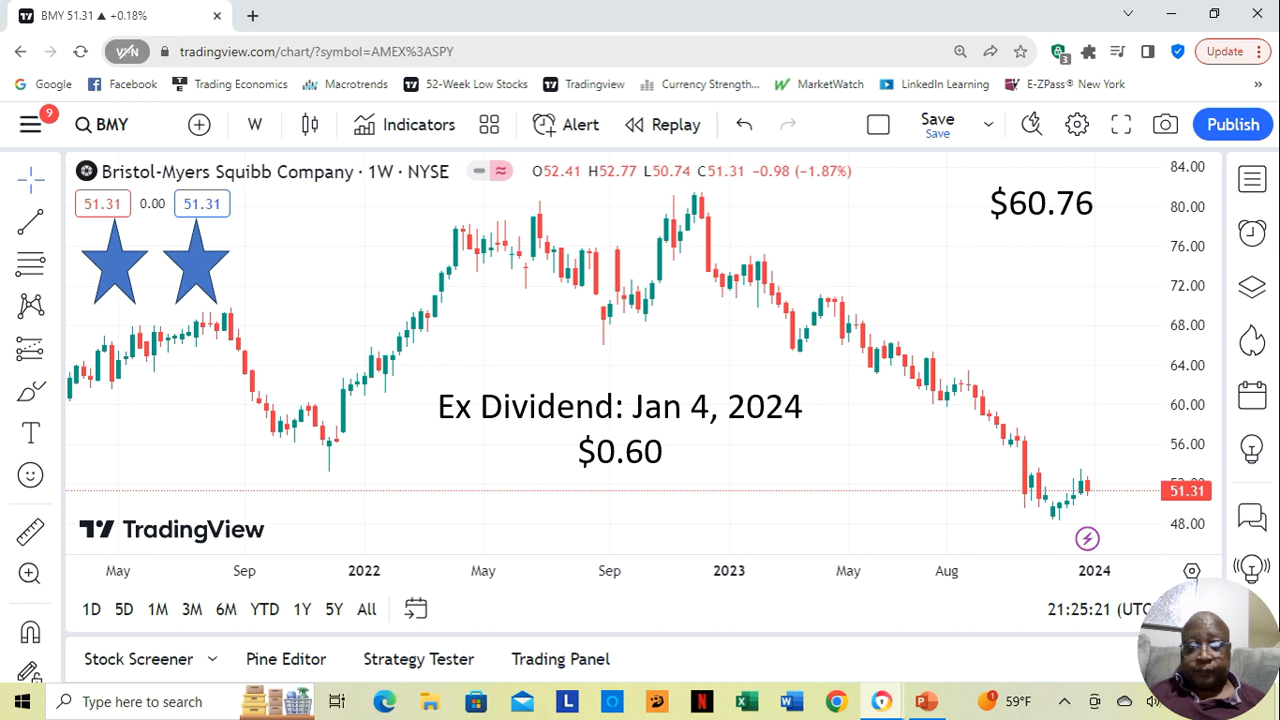 BMY 51.31 ▲ +0.18%
VPN
tradingview.com/chart/?symbol=AMEX%3ASPY
3
Update
Google
Facebook
Trading Economics
Macrotrends
52-Week Low Stocks
Tradingview
Currency Strength...
MarketWatch
LinkedIn Learning
E-ZPass® New York
9
BMY
W
Indicators
Alert
Replay
Save
Save
Publish
Bristol-Myers Squibb Company · 1W · NYSE
O52.41 H52.77 L50.74 C51.31 −0.98 (−1.87%)
51.31
0.00
51.31
$60.76
Ex Dividend: Jan 4, 2024
$0.60
84.00
80.00
76.00
72.00
68.00
64.00
60.00
56.00
51.31
48.00
TradingView
May
Sep
2022
May
Sep
2023
May
Aug
2024
1D 5D 1M 3M 6M YTD 1Y 5Y All
21:25:21 (UTC
Stock Screener
Pine Editor
Strategy Tester
Trading Panel
Type here to search
1
59°F